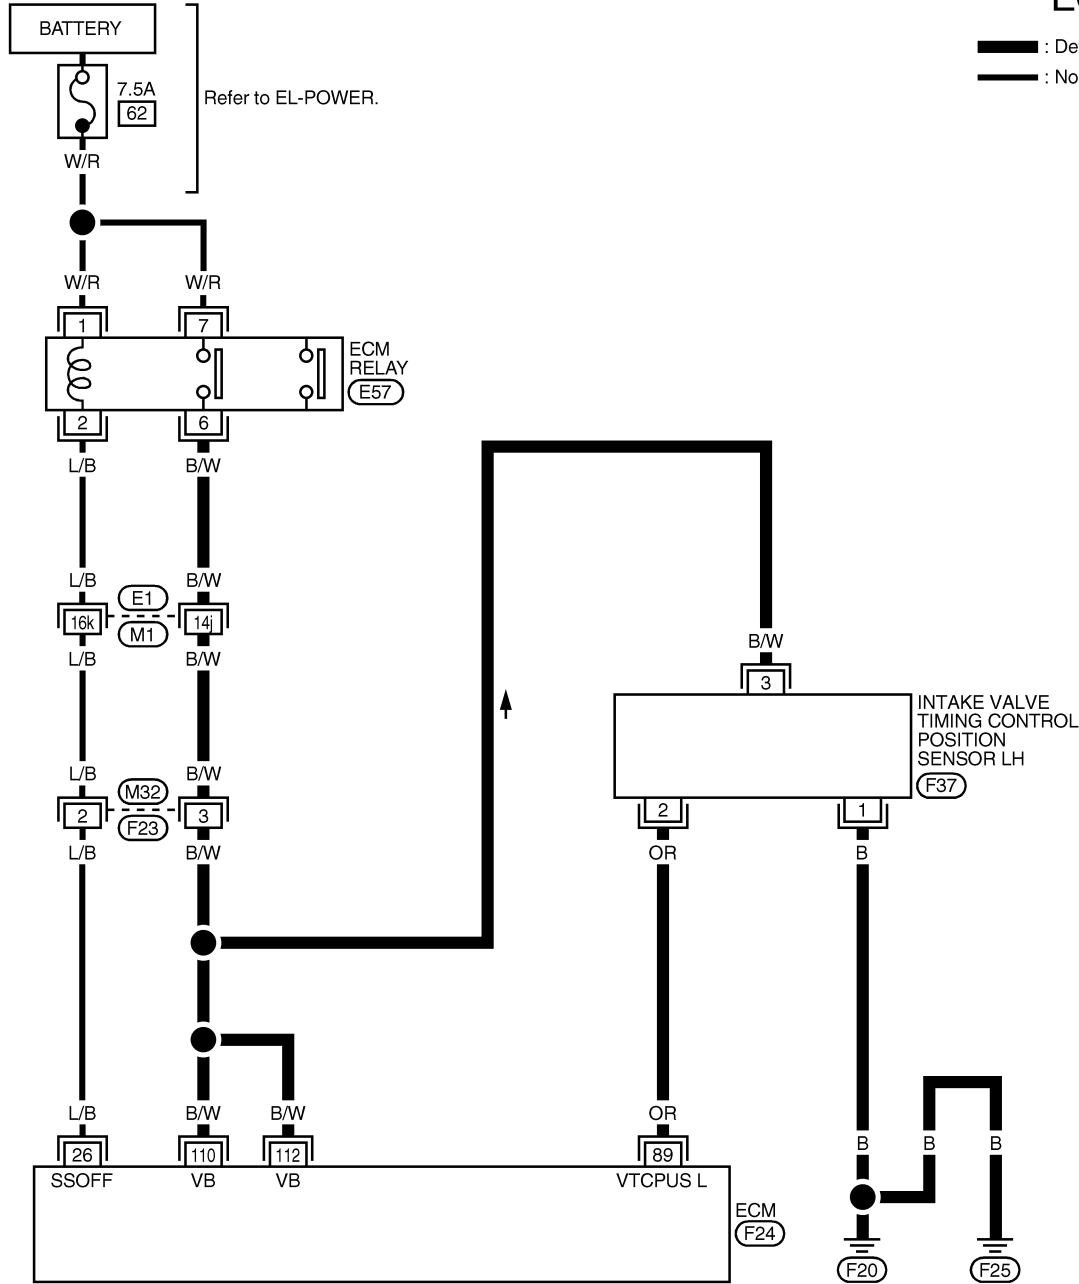 BATTERY
7.5A
62
Refer to EL-POWER.
: De
: No
W/R
W/R W/R
1 7
ECM
RELAY
E57
2 6
L/B B/W
L/B B/W
E1
16k 14j
M1
L/B B/W
B/W
3
INTAKE VALVE
TIMING CONTROL
POSITION
SENSOR LH
F37
L/B B/W
M32
2 3
F23
L/B B/W
2 1
OR B
L/B B/W B/W OR
B B B
26 110 112 89
SSOFF VB VB VTCPUS L
ECM
F24
F20 F25